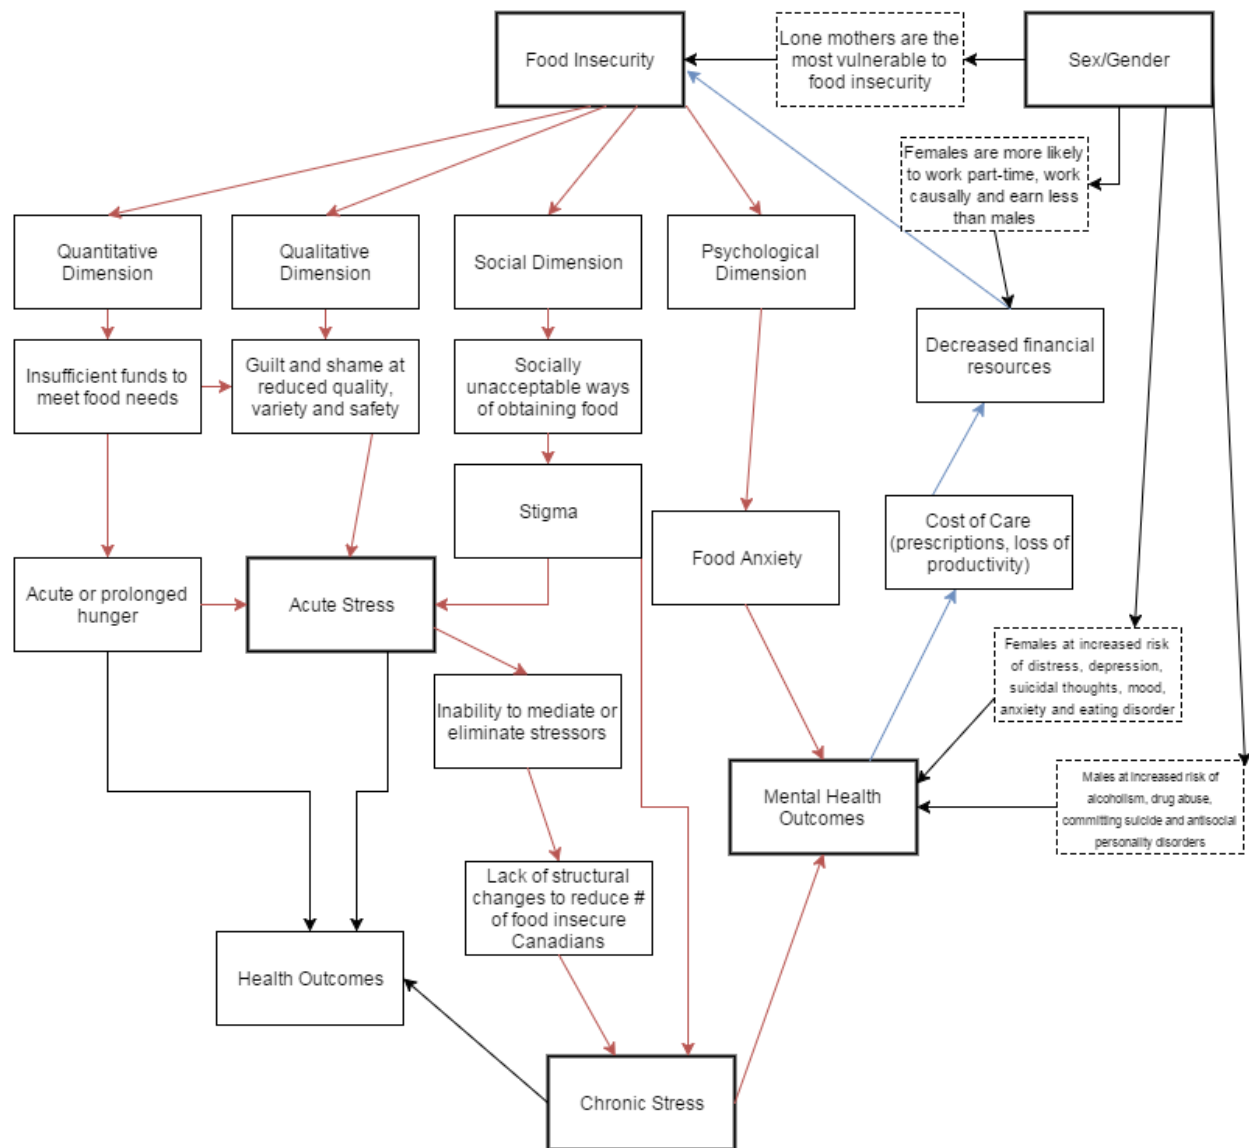 Food Insecurity
Lone mothers are the
most vulnerable to
food insecurity
Sex/Gender
Females are more likely
to work part-time, work
causally and earn less
than males
Quantitative
Dimension
Qualitative
Dimension
Social Dimension
Psychological
Dimension
Insufficient funds to
meet food needs
Guilt and shame at
reduced quality,
variety and safety
Socially
unacceptable ways
of obtaining food
Decreased financial
resources
Stigma
Food Anxiety
Cost of Care
(prescriptions, loss of
productivity)
Acute or prolonged
hunger
Acute Stress
Females at increased risk
of distress, depression,
suicidal thoughts, mood,
anxiety and eating disorder
Inability to mediate or
eliminate stressors
Mental Health
Outcomes
Males at increased risk of
alcoholism, drug abuse,
committing suicide and antisocial
personality disorders
Lack of structural
changes to reduce #
of food insecure
Canadians
Health Outcomes
Chronic Stress